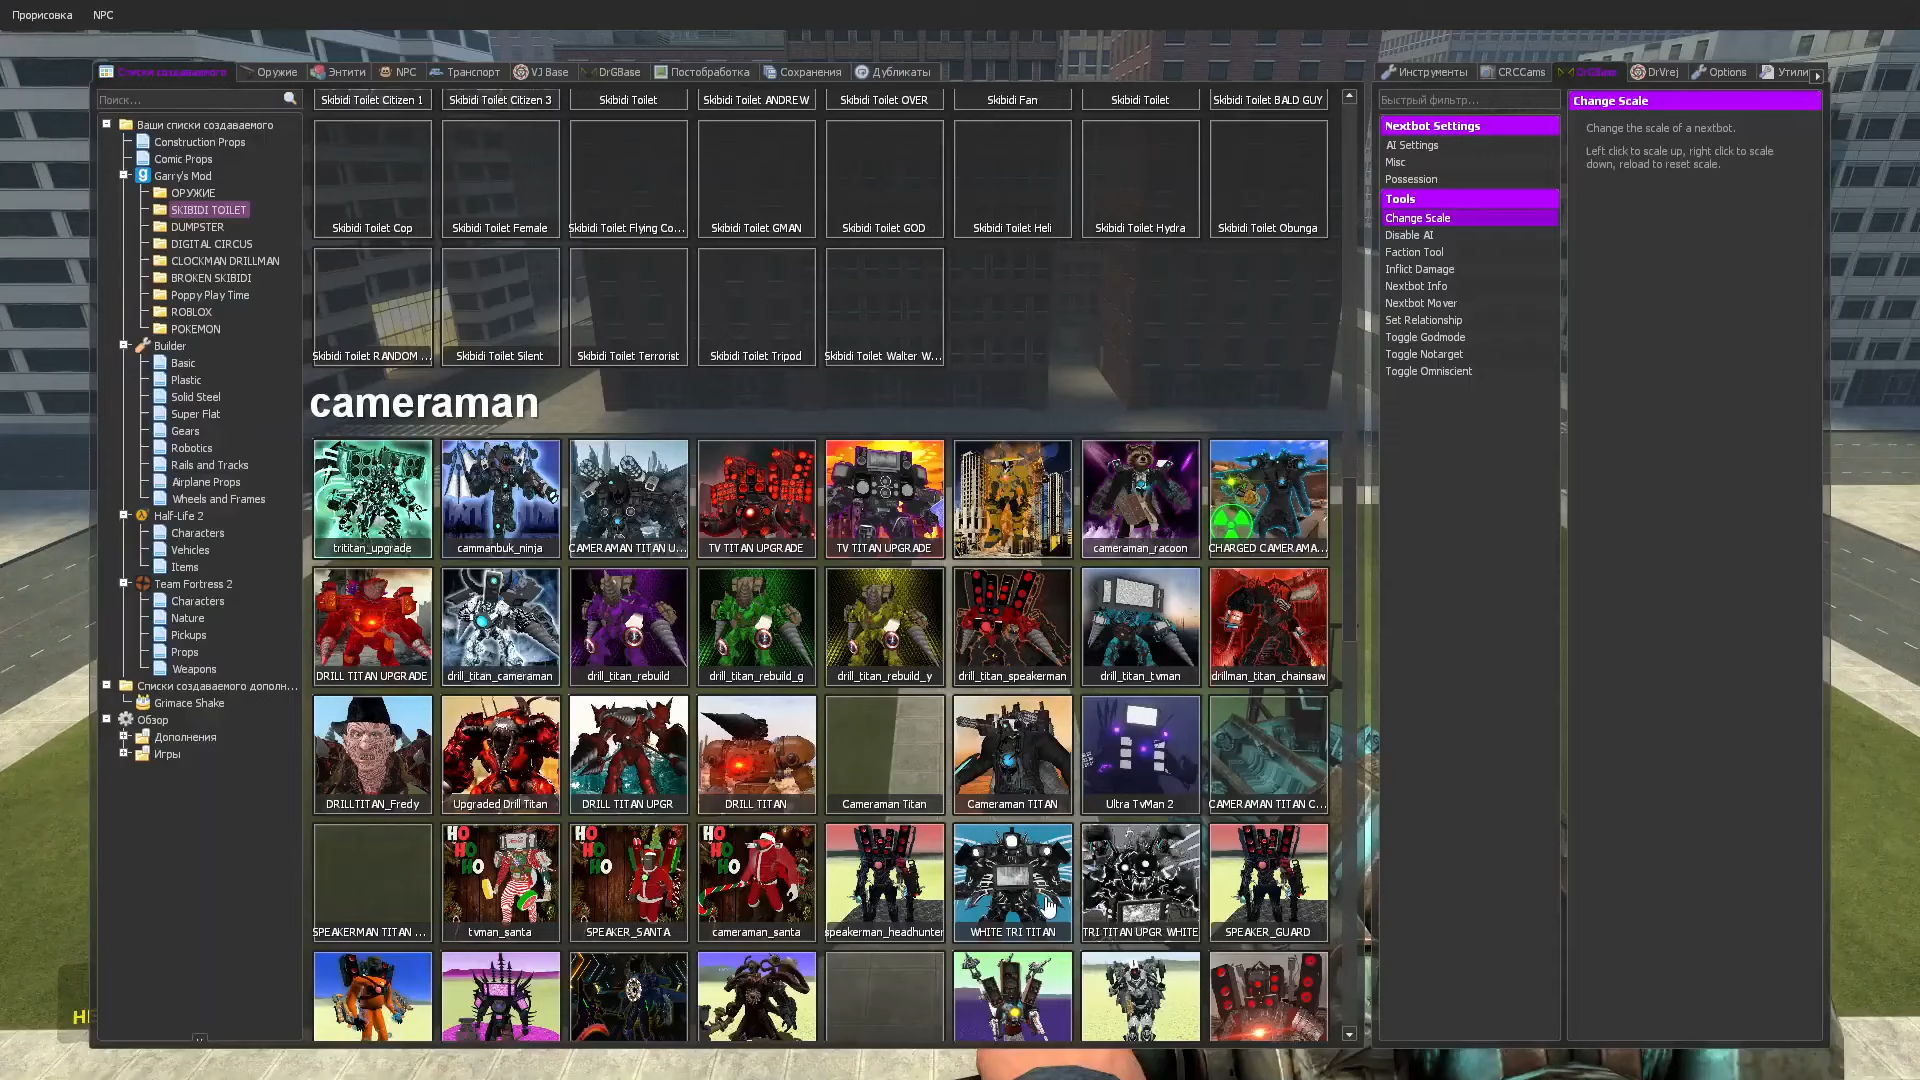 Прорисовка NPC
Списки создаваемого Оружие Энтити NPC Транспорт VJ Base DrGBase Постобработка Сохранения Дубликаты
Инструменты CRCCams DrGBase DrVrej Options Утили
Поиск...
Ваши списки создаваемого
Construction Props
Comic Props
Garry's Mod
ОРУЖИЕ
SKIBIDI TOILET
DUMPSTER
DIGITAL CIRCUS
CLOCKMAN DRILLMAN
BROKEN SKIBIDI
Poppy Play Time
ROBLOX
POKEMON
Builder
Basic
Plastic
Solid Steel
Super Flat
Gears
Robotics
Rails and Tracks
Airplane Props
Wheels and Frames
Half-Life 2
Characters
Vehicles
Items
Team Fortress 2
Characters
Nature
Pickups
Props
Weapons
Списки создаваемого дополн...
Grimace Shake
Обзор
Дополнения
Игры
Skibidi Toilet Citizen 1 Skibidi Toilet Citizen 3 Skibidi Toilet Skibidi Toilet ANDREW Skibidi Toilet OVER Skibidi Fan Skibidi Toilet Skibidi Toilet BALD GUY
Skibidi Toilet Cop Skibidi Toilet Female Skibidi Toilet Flying Co... Skibidi Toilet GMAN Skibidi Toilet GOD Skibidi Toilet Heli Skibidi Toilet Hydra Skibidi Toilet Obunga
Skibidi Toilet RANDOM ... Skibidi Toilet Silent Skibidi Toilet Terrorist Skibidi Toilet Tripod Skibidi Toilet Walter W...
cameraman
trititan_upgrade cammanbuk_ninja CAMERAMAN TITAN U... TV TITAN UPGRADE TV TITAN UPGRADE cameraman_racoon CHARGED CAMERAMA...
DRILL TITAN UPGRADE drill_titan_cameraman drill_titan_rebuild drill_titan_rebuild_g drill_titan_rebuild_y drill_titan_speakerman drill_titan_tvman drillman_titan_chainsaw
DRILLTITAN_Fredy Upgraded Drill Titan DRILL TITAN UPGR DRILL TITAN Cameraman Titan Cameraman TITAN Ultra TvMan 2 CAMERAMAN TITAN C...
HO HO HO
HO HO HO
HO HO HO
SPEAKERMAN TITAN ... tvman_santa SPEAKER_SANTA cameraman_santa speakerman_headhunter WHITE TRI TITAN TRI TITAN UPGR WHITE SPEAKER_GUARD
Быстрый фильтр...
Nextbot Settings
AI Settings
Misc
Possession
Tools
Change Scale
Disable AI
Faction Tool
Inflict Damage
Nextbot Info
Nextbot Mover
Set Relationship
Toggle Godmode
Toggle Notarget
Toggle Omniscient
Change Scale
Change the scale of a nextbot.
Left click to scale up, right click to scale
down, reload to reset scale.